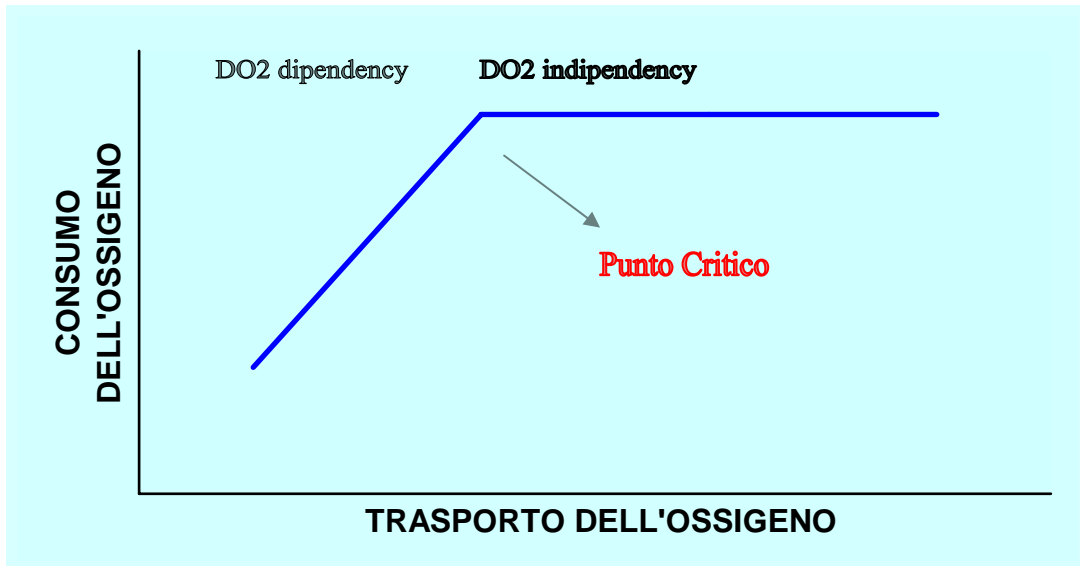 DO2 dipendency
DO2 indipendency
CONSUMO
DELL'OSSIGENO
Punto Critico
TRASPORTO DELL'OSSIGENO